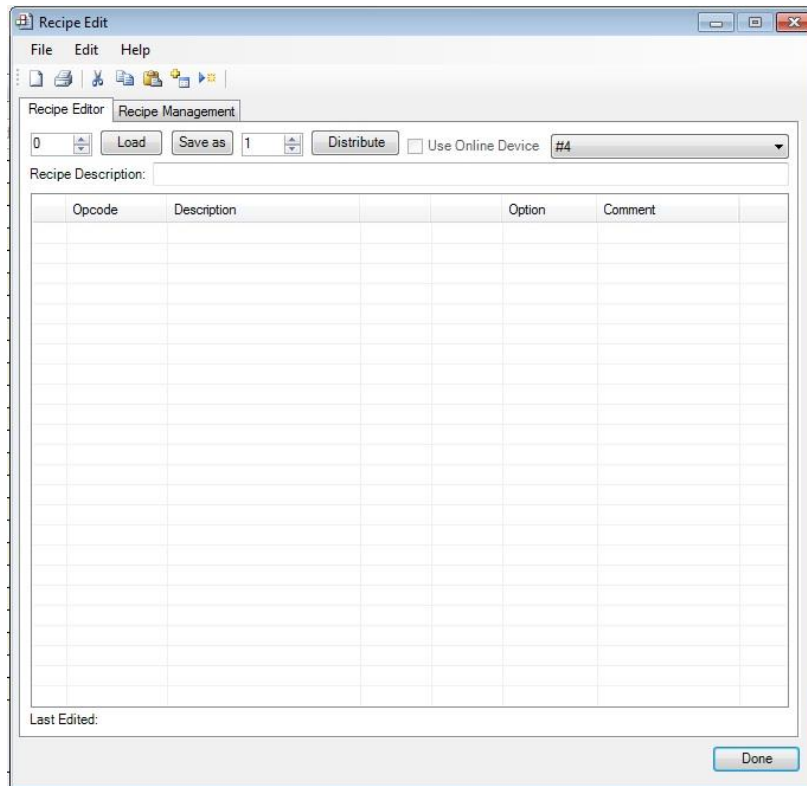 Recipe Edit
File Edit Help
Recipe Editor Recipe Management
0 Load Save as 1 Distribute Use Online Device #4
Recipe Description:
Opcode Description Option Comment
Last Edited:
Done